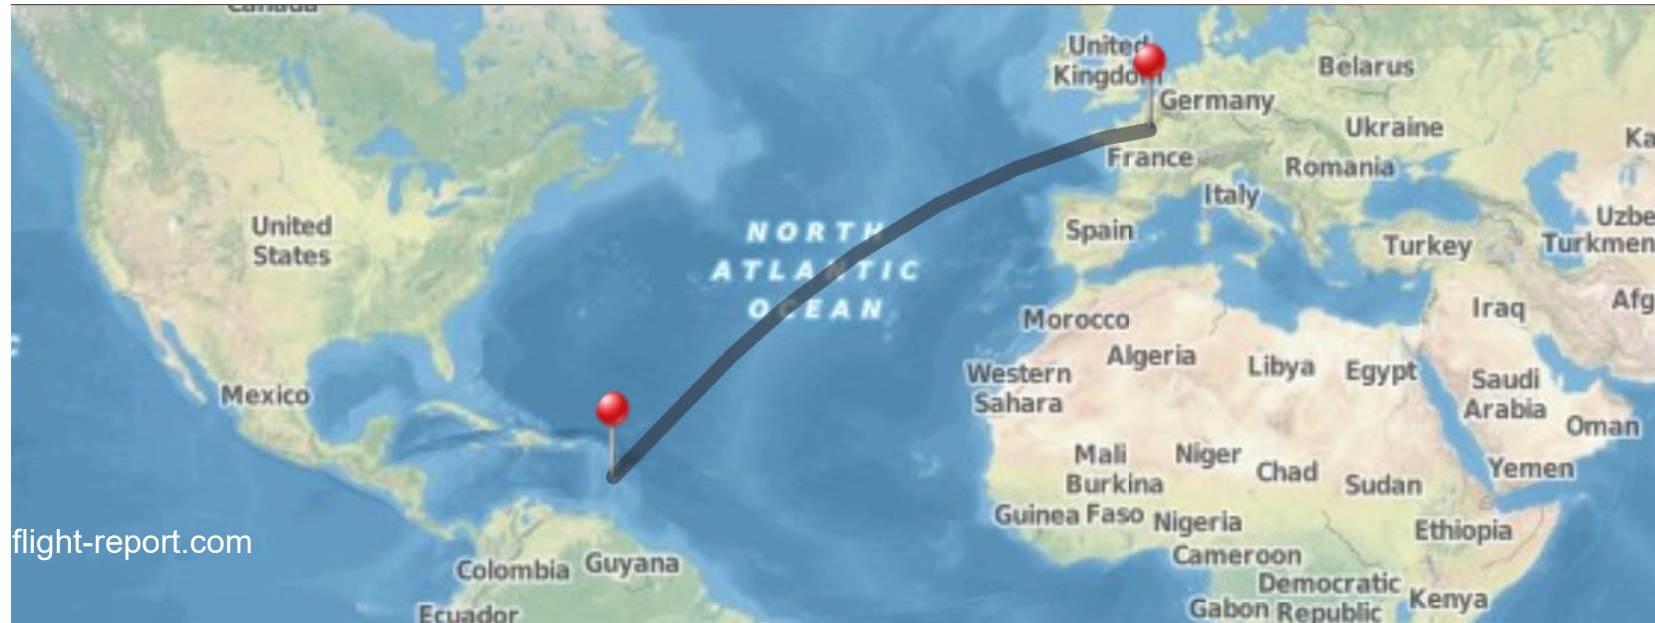 Canada
United
Kingdom
Belarus
Germany
Ukraine
Ka
France
Romania
Italy
Uzbe
United
States
NORTH
ATLANTIC
OCEAN
Spain
Turkey
Turkmen
Iraq
Afg
Morocco
Algeria
Libya
Egypt
Western
Sahara
Saudi
Arabia
Oman
Mexico
c
Mali
Niger
Chad
Sudan
Yemen
Burkina
Guinea Faso
Nigeria
Ethiopia
flight-report.com
Colombia
Guyana
Cameroon
Democratic
Republic
Gabon
Kenya
Ecuador